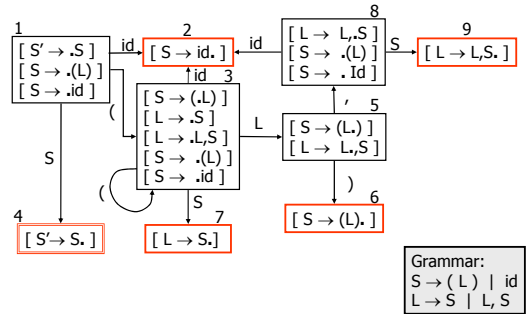 1
[ S' → .S ]
[ S → .(L) ]
[ S → .id ]
id
2
[ S → id. ]
id
8
[ L → L,.S ]
[ S → .(L) ]
[ S → . Id ]
S
9
[ L → L,S. ]
(
id
3
[ S → (.L) ]
[ L → .S ]
[ L → .L,S ]
[ S → .(L) ]
[ S → .id ]
(
L
,
5
[ S → (L.) ]
[ L → L.,S ]
S
S
)
4
[ S'→ S. ]
7
[ L → S.]
6
[ S → (L). ]
Grammar:
S → ( L ) | id
L → S | L, S